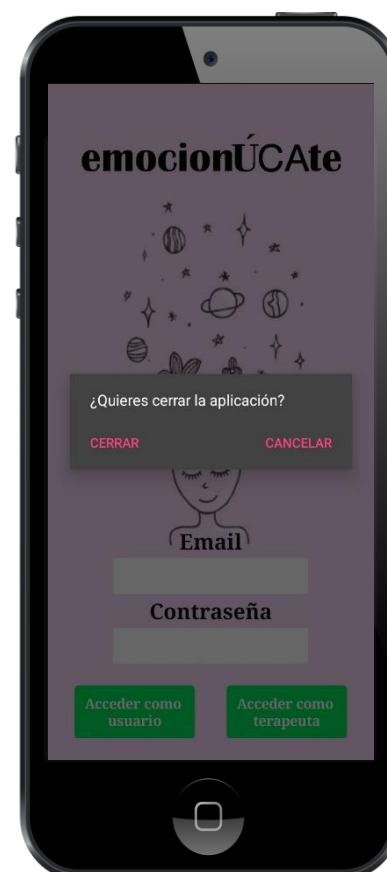 emocionÚCAte
¿Quieres cerrar la aplicación?
CERRAR CANCELAR
Email
Contraseña
Acceder como
usuario
Acceder como
terapeuta